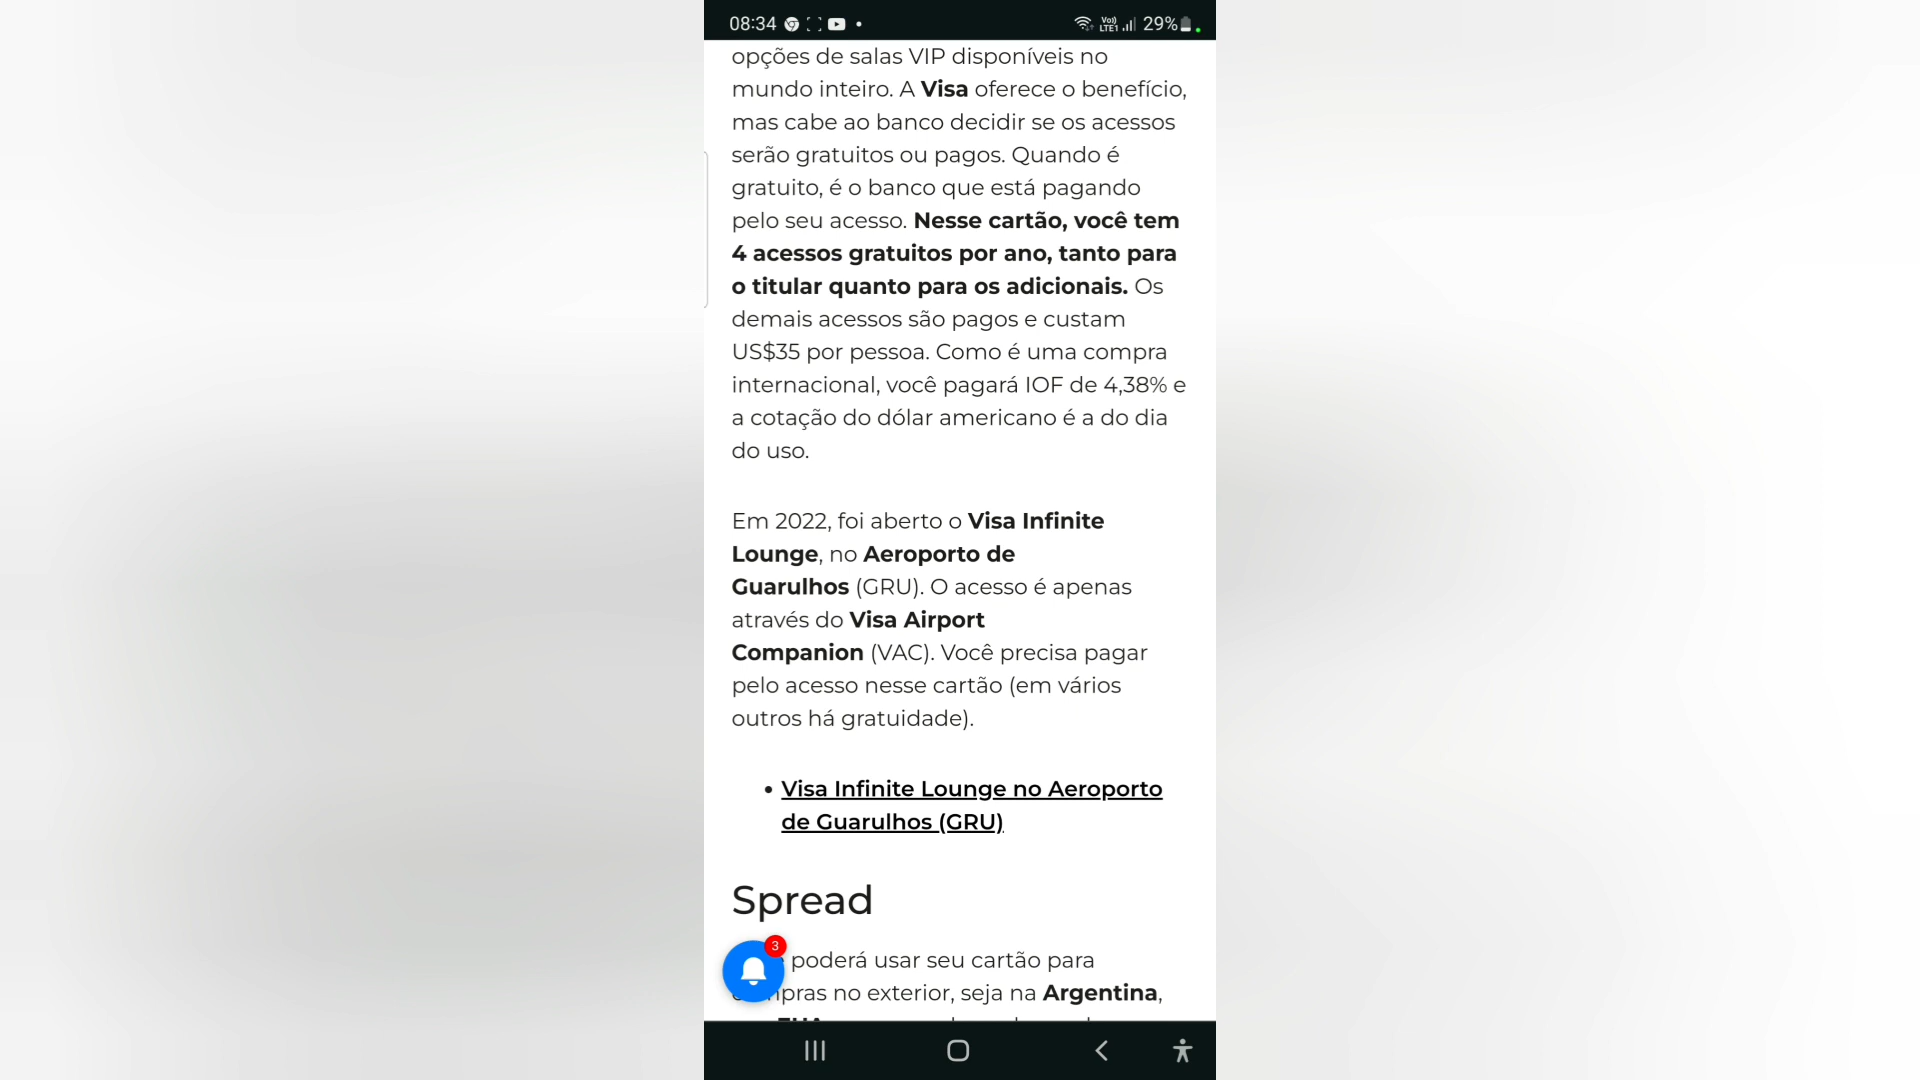 08:34
Vo))
LTE1
29%
opções de salas VIP disponíveis no
mundo inteiro. A Visa oferece o benefício,
mas cabe ao banco decidir se os acessos
serão gratuitos ou pagos. Quando é
gratuito, é o banco que está pagando
pelo seu acesso. Nesse cartão, você tem
4 acessos gratuitos por ano, tanto para
o titular quanto para os adicionais. Os
demais acessos são pagos e custam
US$35 por pessoa. Como é uma compra
internacional, você pagará IOF de 4,38% e
a cotação do dólar americano é a do dia
do uso.
Em 2022, foi aberto o Visa Infinite
Lounge, no Aeroporto de
Guarulhos (GRU). O acesso é apenas
através do Visa Airport
Companion (VAC). Você precisa pagar
pelo acesso nesse cartão (em vários
outros há gratuidade).
• Visa Infinite Lounge no Aeroporto
de Guarulhos (GRU)
Spread
3
poderá usar seu cartão para
no exterior, seja na Argentina,